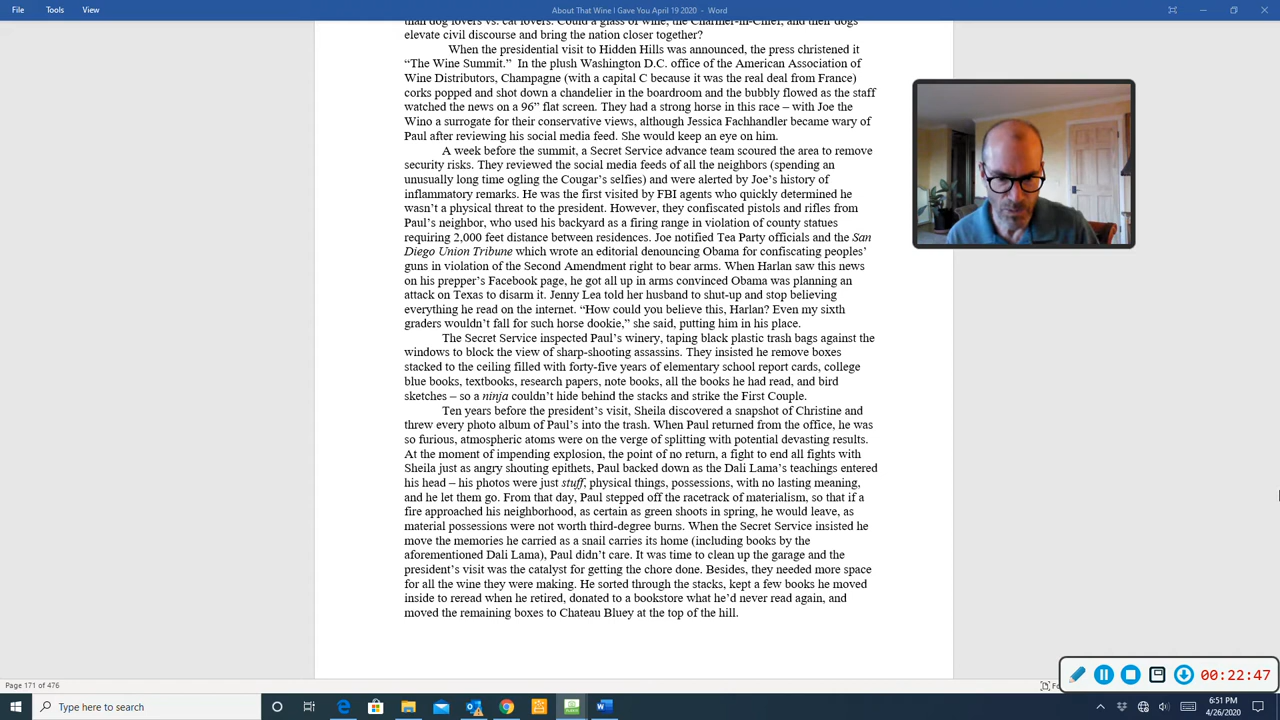 File Tools View About That Wine I Gave You April 19 2020 - Word
than dog lovers vs. cat lovers. Could a glass of wine, the Charmer-in-Chief, and their dogs
elevate civil discourse and bring the nation closer together?
When the presidential visit to Hidden Hills was announced, the press christened it
“The Wine Summit.” In the plush Washington D.C. office of the American Association of
Wine Distributors, Champagne (with a capital C because it was the real deal from France)
corks popped and shot down a chandelier in the boardroom and the bubbly flowed as the staff
watched the news on a 96” flat screen. They had a strong horse in this race – with Joe the
Wino a surrogate for their conservative views, although Jessica Fachhandler became wary of
Paul after reviewing his social media feed. She would keep an eye on him.
A week before the summit, a Secret Service advance team scoured the area to remove
security risks. They reviewed the social media feeds of all the neighbors (spending an
unusually long time ogling the Cougar’s selfies) and were alerted by Joe’s history of
inflammatory remarks. He was the first visited by FBI agents who quickly determined he
wasn’t a physical threat to the president. However, they confiscated pistols and rifles from
Paul’s neighbor, who used his backyard as a firing range in violation of county statues
requiring 2,000 feet distance between residences. Joe notified Tea Party officials and the San
Diego Union Tribune which wrote an editorial denouncing Obama for confiscating peoples’
guns in violation of the Second Amendment right to bear arms. When Harlan saw this news
on his prepper’s Facebook page, he got all up in arms convinced Obama was planning an
attack on Texas to disarm it. Jenny Lea told her husband to shut-up and stop believing
everything he read on the internet. “How could you believe this, Harlan? Even my sixth
graders wouldn’t fall for such horse dookie,” she said, putting him in his place.
The Secret Service inspected Paul’s winery, taping black plastic trash bags against the
windows to block the view of sharp-shooting assassins. They insisted he remove boxes
stacked to the ceiling filled with forty-five years of elementary school report cards, college
blue books, textbooks, research papers, note books, all the books he had read, and bird
sketches – so a ninja couldn’t hide behind the stacks and strike the First Couple.
Ten years before the president’s visit, Sheila discovered a snapshot of Christine and
threw every photo album of Paul’s into the trash. When Paul returned from the office, he was
so furious, atmospheric atoms were on the verge of splitting with potential devasting results.
At the moment of impending explosion, the point of no return, a fight to end all fights with
Sheila just as angry shouting epithets, Paul backed down as the Dali Lama’s teachings entered
his head – his photos were just stuff, physical things, possessions, with no lasting meaning,
and he let them go. From that day, Paul stepped off the racetrack of materialism, so that if a
fire approached his neighborhood, as certain as green shoots in spring, he would leave, as
material possessions were not worth third-degree burns. When the Secret Service insisted he
move the memories he carried as a snail carries its home (including books by the
aforementioned Dali Lama), Paul didn’t care. It was time to clean up the garage and the
president’s visit was the catalyst for getting the chore done. Besides, they needed more space
for all the wine they were making. He sorted through the stacks, kept a few books he moved
inside to reread when he retired, donated to a bookstore what he’d never read again, and
moved the remaining boxes to Chateau Bluey at the top of the hill.
00:22:47
Page 171 of 476
Type here to search
6:51 PM
4/26/2020